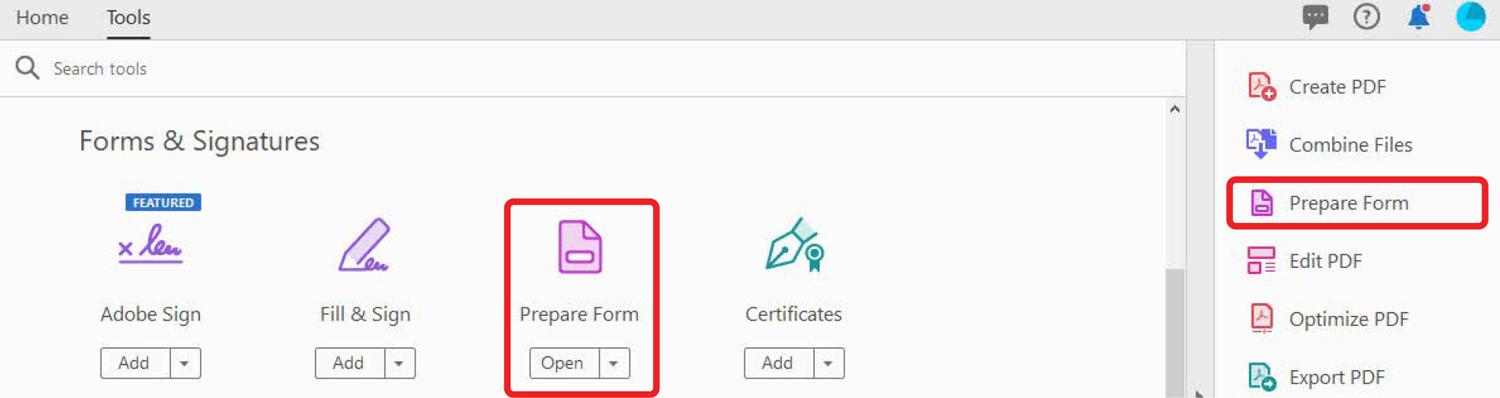 Home Tools
Search tools
Forms & Signatures
FEATURED
Adobe Sign Fill & Sign Prepare Form Certificates
Add Add Open Add
Create PDF
Combine Files
Prepare Form
Edit PDF
Optimize PDF
Export PDF